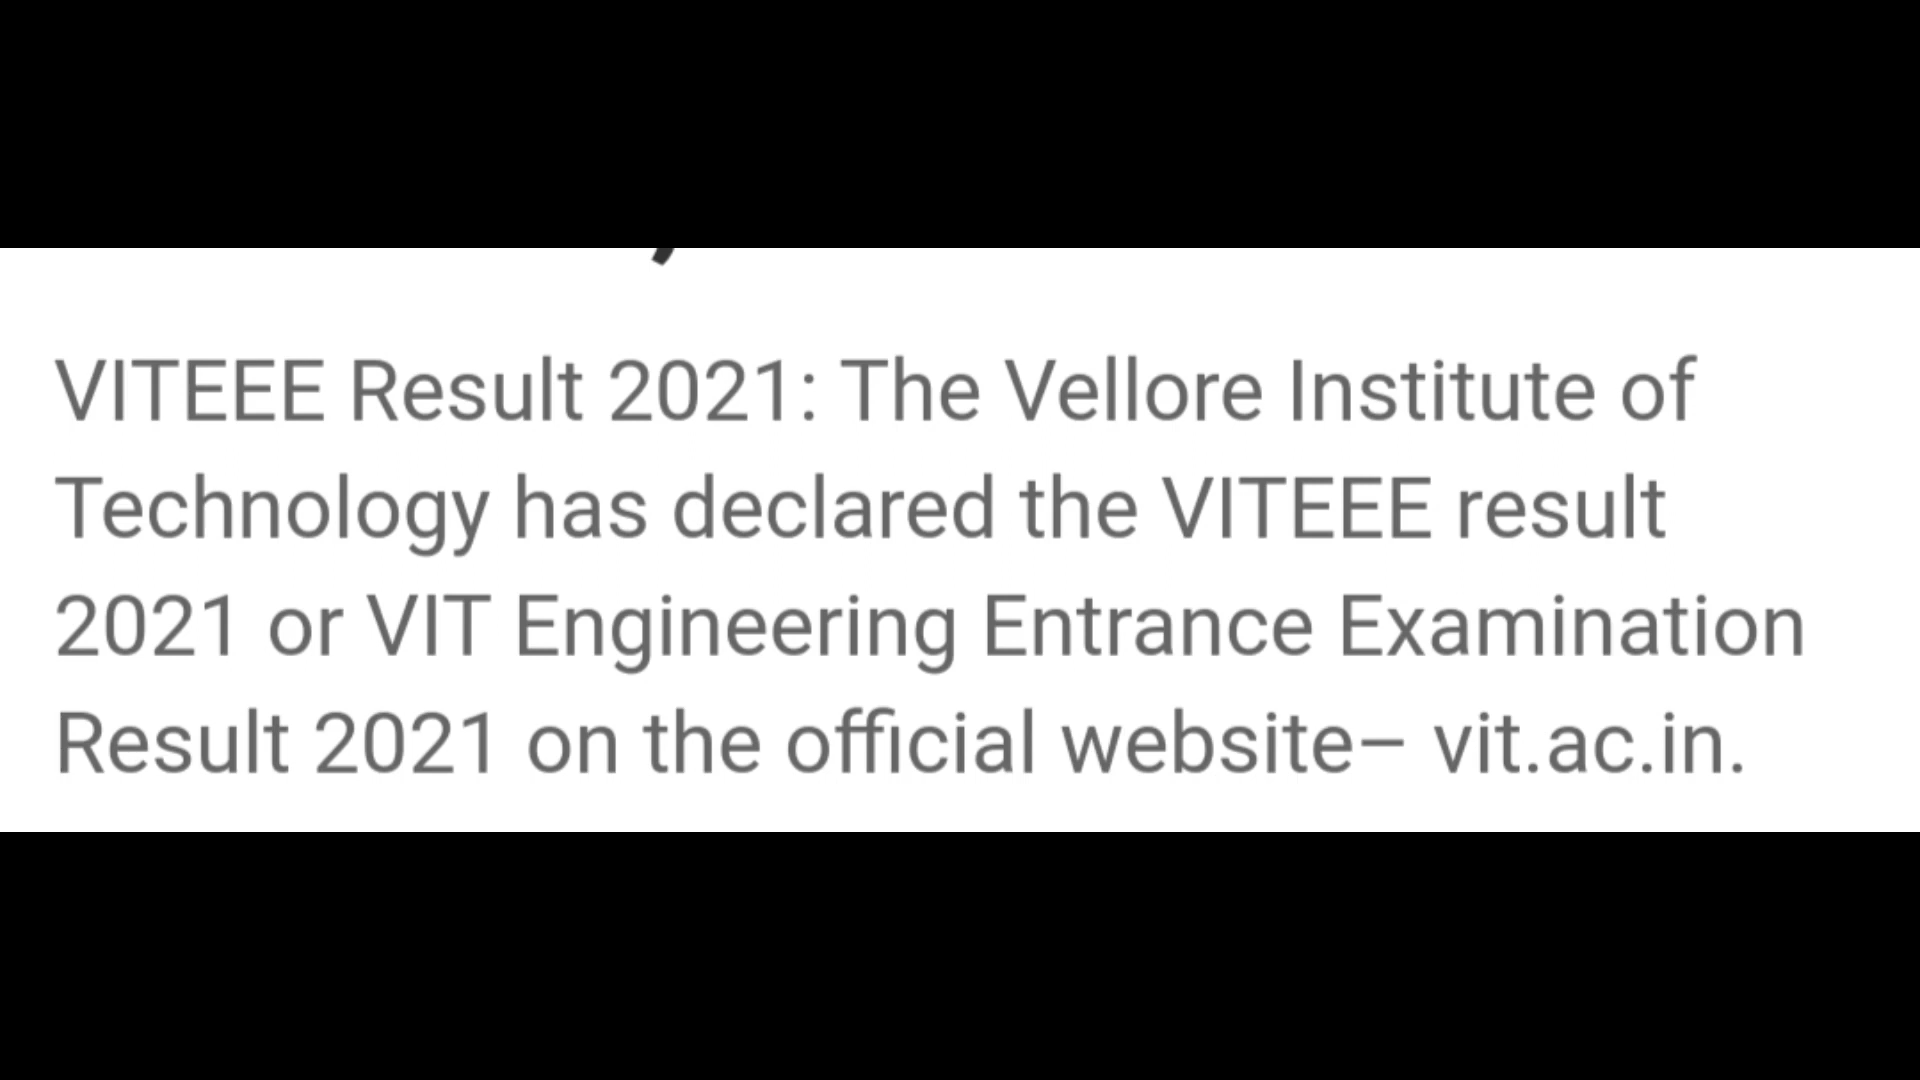 VITEEE Result 2021: The Vellore Institute of
Technology has declared the VITEEE result
2021 or VIT Engineering Entrance Examination
Result 2021 on the official website– vit.ac.in.